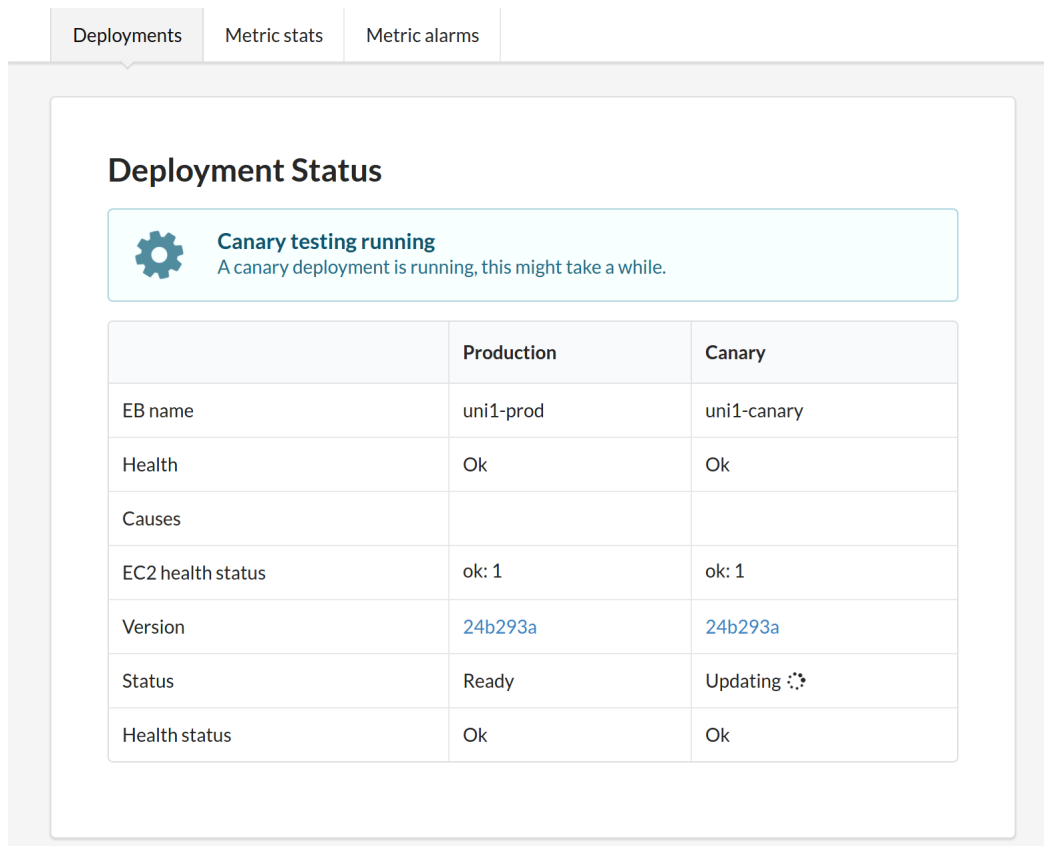 Deployments Metric stats Metric alarms
Deployment Status
Canary testing running
A canary deployment is running, this might take a while.
Production Canary
EB name uni1-prod uni1-canary
Health Ok Ok
Causes
EC2 health status ok: 1 ok: 1
Version 24b293a 24b293a
Status Ready Updating
Health status Ok Ok